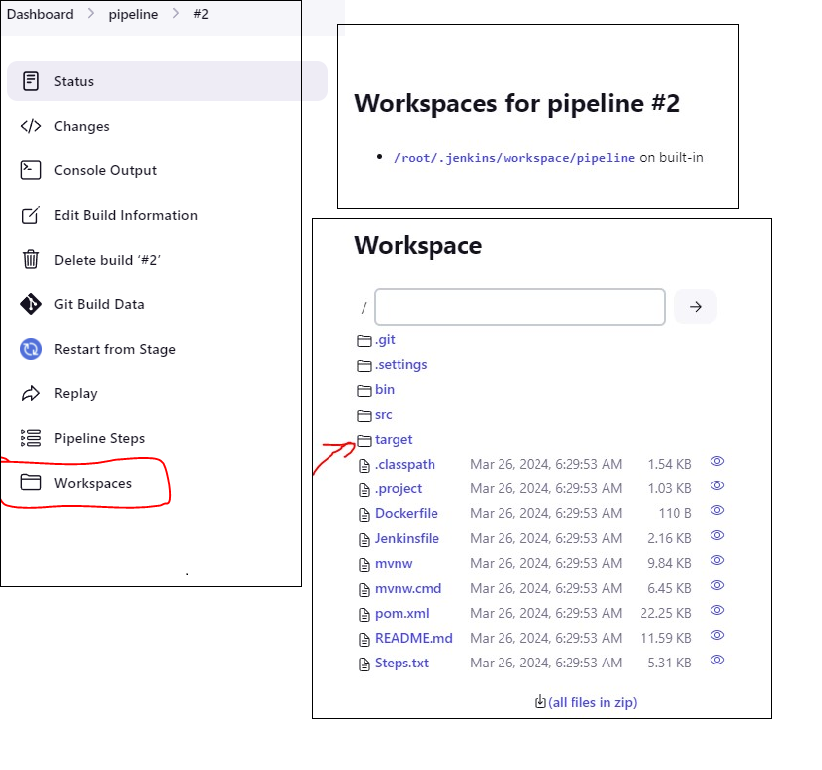 Dashboard > pipeline > #2
Status
Changes
Console Output
Edit Build Information
Delete build ‘#2’
Git Build Data
Restart from Stage
Replay
Pipeline Steps
Workspaces
Workspaces for pipeline #2
• /root/.jenkins/workspace/pipeline on built-in
Workspace
/
.git
.settings
bin
src
target
.classpath Mar 26, 2024, 6:29:53 AM 1.54 KB
.project Mar 26, 2024, 6:29:53 AM 1.03 KB
Dockerfile Mar 26, 2024, 6:29:53 AM 110 B
Jenkinsfile Mar 26, 2024, 6:29:53 AM 2.16 KB
mvnw Mar 26, 2024, 6:29:53 AM 9.84 KB
mvnw.cmd Mar 26, 2024, 6:29:53 AM 6.45 KB
pom.xml Mar 26, 2024, 6:29:53 AM 22.25 KB
README.md Mar 26, 2024, 6:29:53 AM 11.59 KB
Steps.txt Mar 26, 2024, 6:29:53 AM 5.31 KB
(all files in zip)